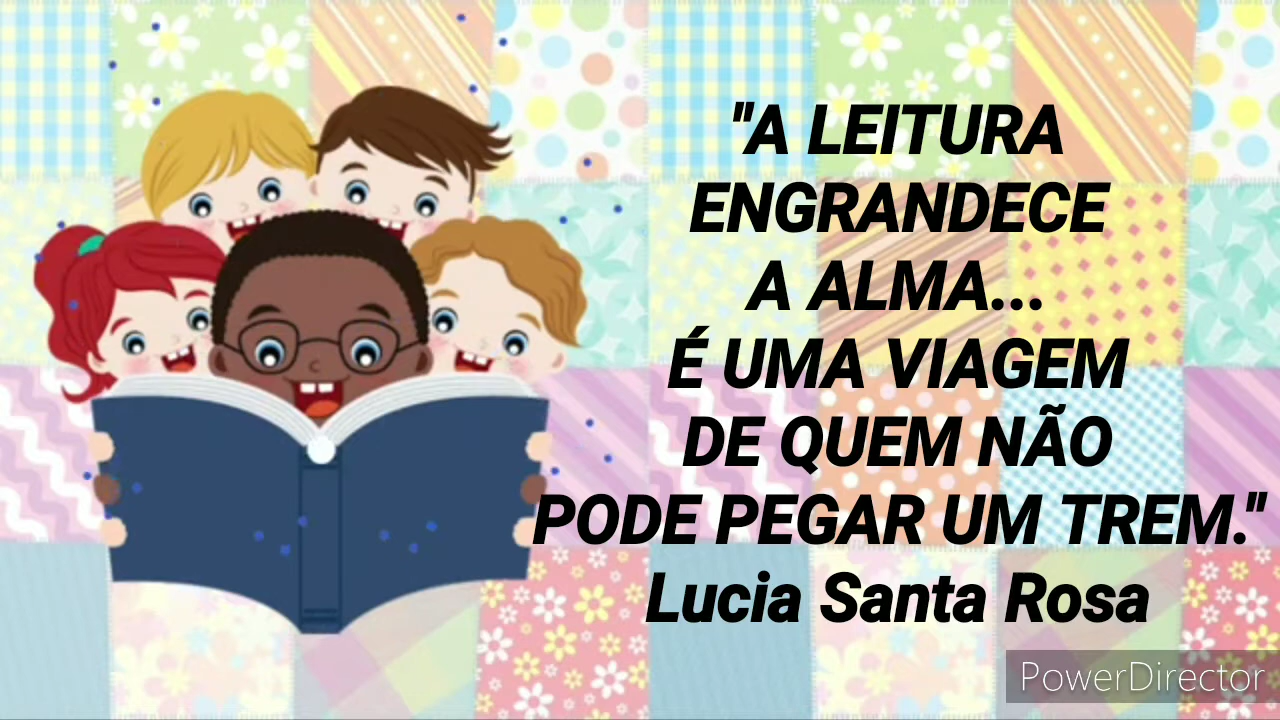 "A LEITURA
ENGRANDECE
A ALMA...
É UMA VIAGEM
DE QUEM NÃO
PODE PEGAR UM TREM."
Lucia Santa Rosa
PowerDirector